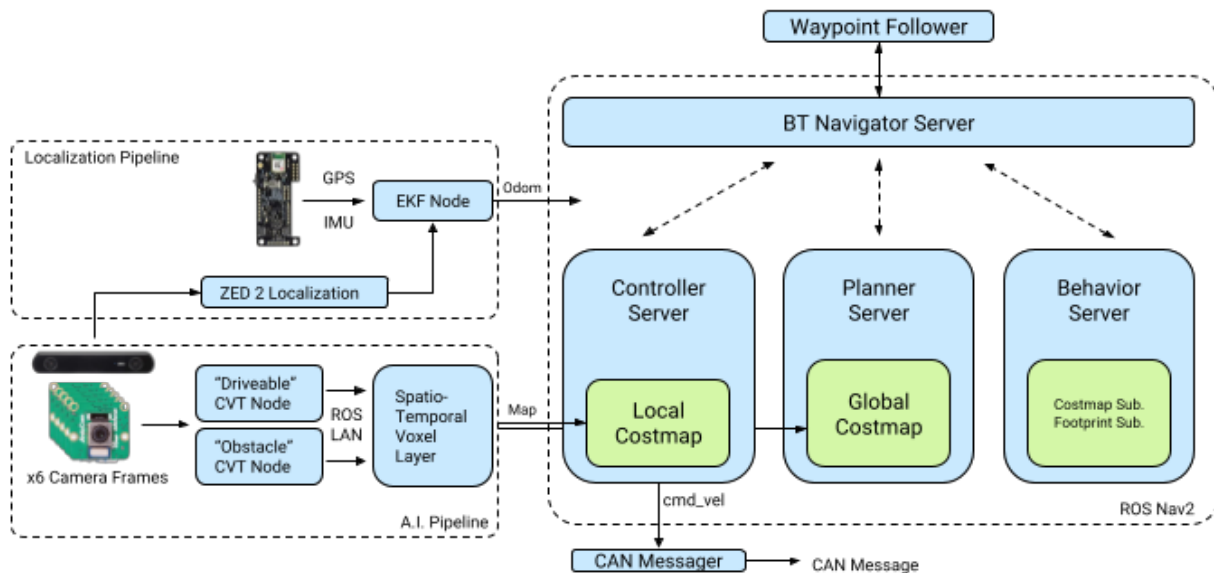 Waypoint Follower
BT Navigator Server
Localization Pipeline
GPS
IMU
EKF Node
Odom
ZED 2 Localization
Controller
Server
Planner
Server
Behavior
Server
"Driveable"
CVT Node
"Obstacle"
CVT Node
ROS
LAN
Spatio-
Temporal
Voxel
Layer
Map
Local
Costmap
Global
Costmap
Costmap Sub.
Footprint Sub.
x6 Camera Frames
A.I. Pipeline
cmd_vel
ROS Nav2
CAN Messager
CAN Message